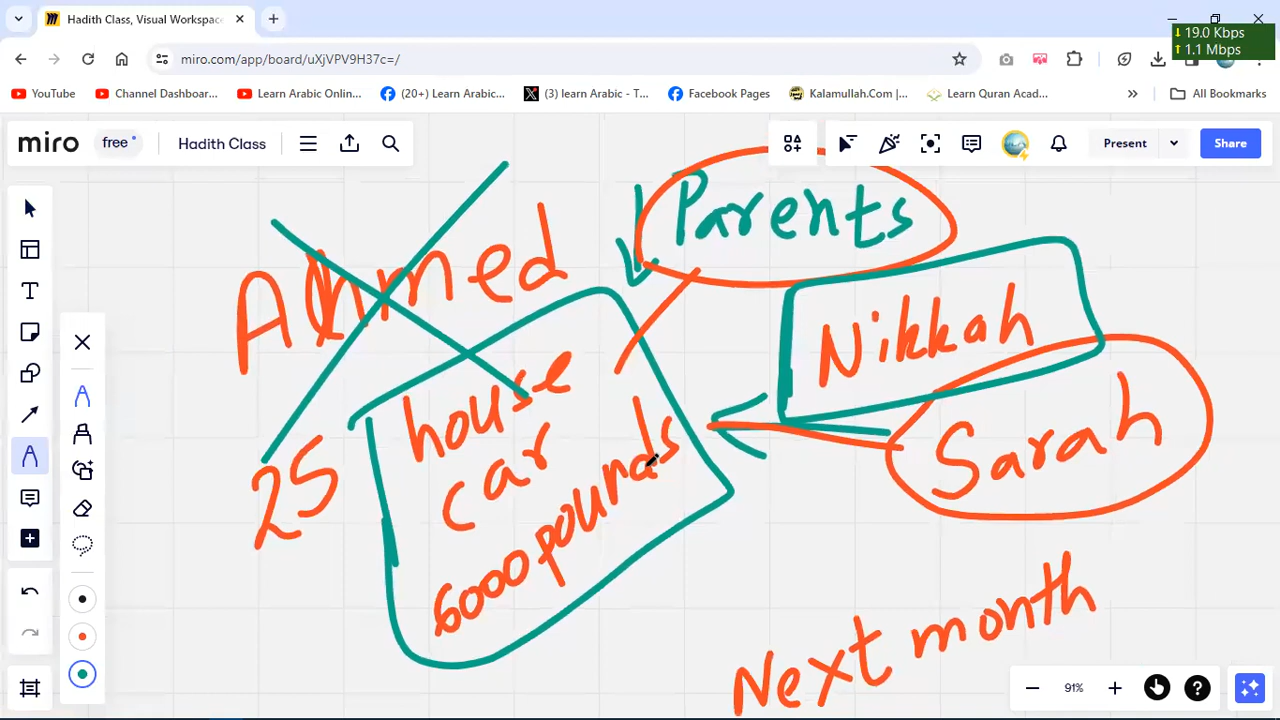 Hadith Class, Visual Workspac
19.0 Kbps
1.1 Mbps
miro.com/app/board/uXjVPV9H37c=/
YouTube
Channel Dashboar...
Learn Arabic Onlin...
(20+) Learn Arabic...
(3) learn Arabic - T...
Facebook Pages
Kalamullah.Com |...
Learn Quran Acad...
All Bookmarks
miro
free
Hadith Class
Present
Share
Parents
Ahmed
Nikkah
house
Sarah
25
car
6000 pounds
Next month
91%